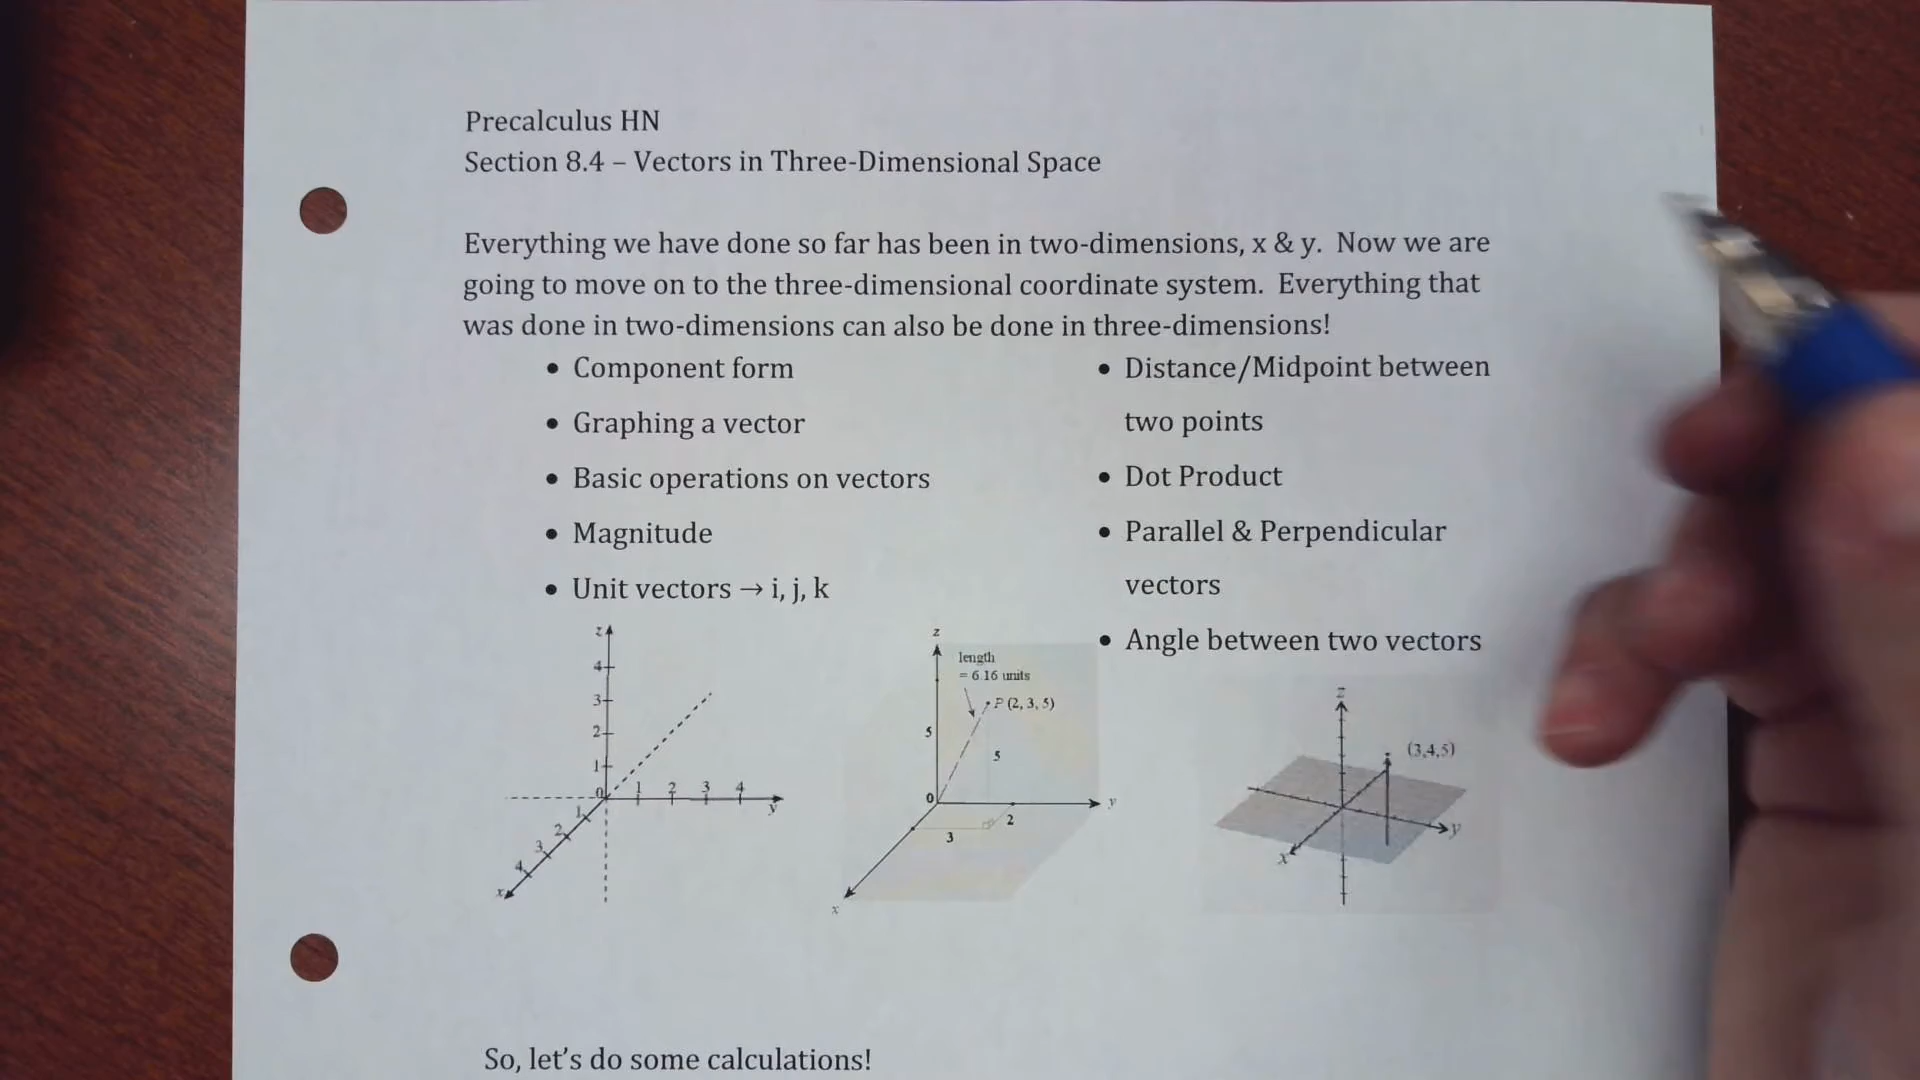 Precalculus HN
Section 8.4 – Vectors in Three-Dimensional Space
Everything we have done so far has been in two-dimensions, x & y. Now we are
going to move on to the three-dimensional coordinate system. Everything that
was done in two-dimensions can also be done in three-dimensions!
• Component form
• Graphing a vector
• Basic operations on vectors
• Magnitude
• Unit vectors → i, j, k
• Distance/Midpoint between
two points
• Dot Product
• Parallel & Perpendicular
vectors
• Angle between two vectors
z
4
3
2
1
0 1 2 3 4
y
1
2
3
4
x
z
length
= 6.16 units
P (2, 3, 5)
5
5
0
y
2
3
x
z
(3,4,5)
y
x
So, let's do some calculations!